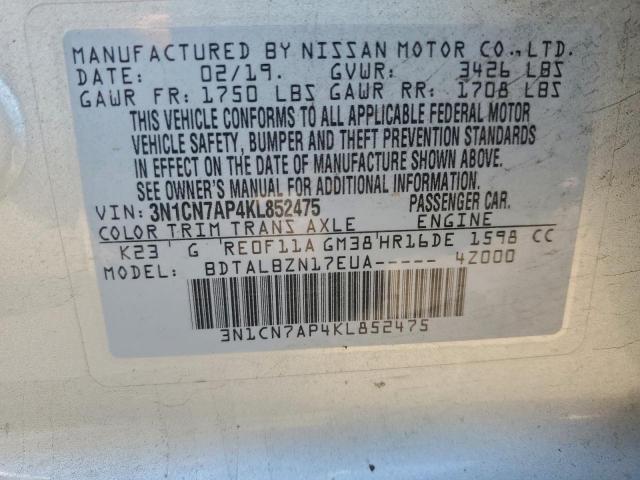 MANUFACTURED BY NISSAN MOTOR CO.,LTD.
DATE: 02/19. GVWR: 3426 LBS
GAWR FR: 1750 LBS GAWR RR: 1708 LBS
THIS VEHICLE CONFORMS TO ALL APPLICABLE FEDERAL MOTOR
VEHICLE SAFETY, BUMPER AND THEFT PREVENTION STANDARDS
IN EFFECT ON THE DATE OF MANUFACTURE SHOWN ABOVE.
SEE OWNER'S MANUAL FOR ADDITIONAL INFORMATION.
VIN: 3N1CN7AP4KL852475 PASSENGER CAR.
COLOR TRIM TRANS AXLE ENGINE
K23 G RE0F11A GM38 HR16DE 1598 CC
MODEL: BDTALBZN17EUA----- 4Z000
3N1CN7AP4KL852475